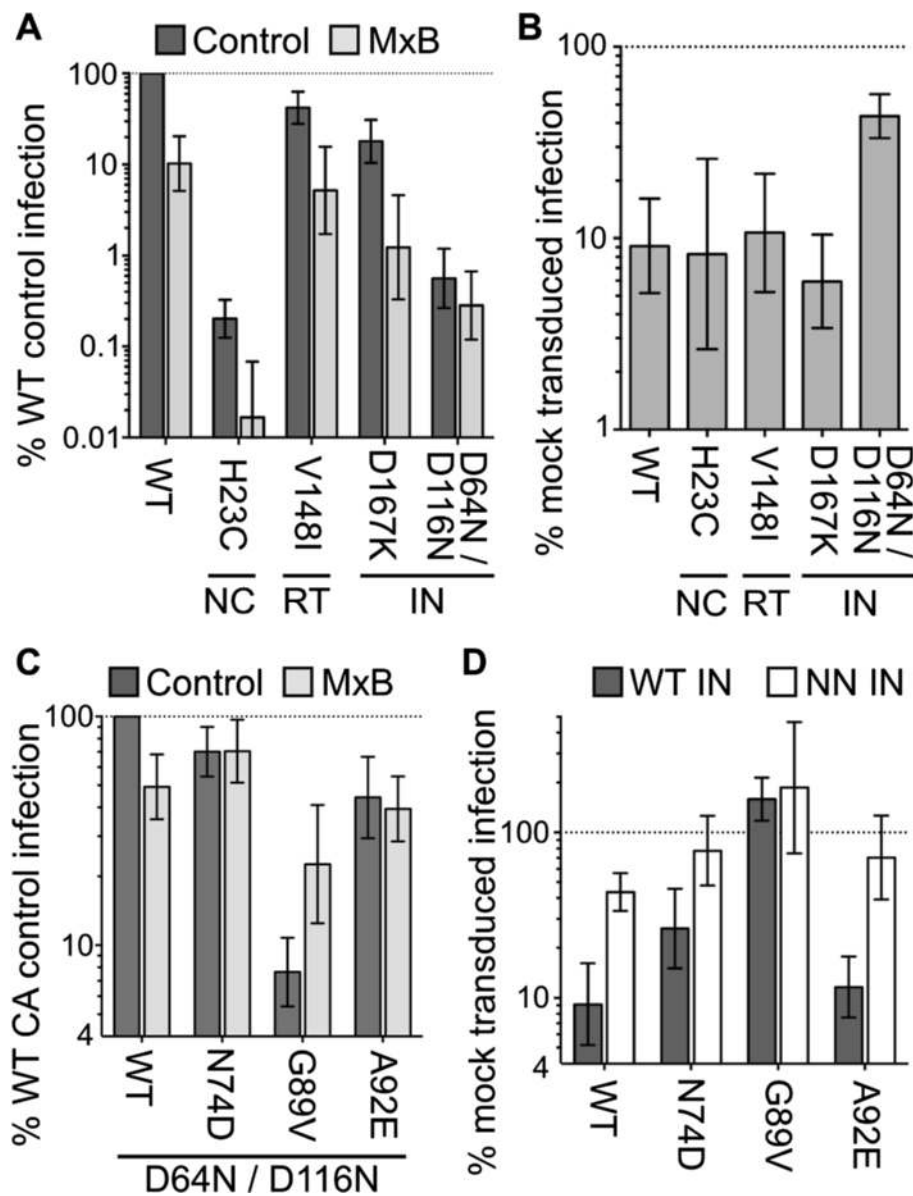 A
Control MxB
% WT control infection
100
10
1
0.1
0.01
WT
H23C
V148I
D167K
D64N /
D116N
NC RT IN
B
% mock transduced infection
100
10
1
WT
H23C
V148I
D167K
D64N /
D116N
NC RT IN
C
Control MxB
% WT CA control infection
100
10
4
WT
N74D
G89V
A92E
D64N / D116N
D
WT IN NN IN
% mock transduced infection
100
10
4
WT
N74D
G89V
A92E